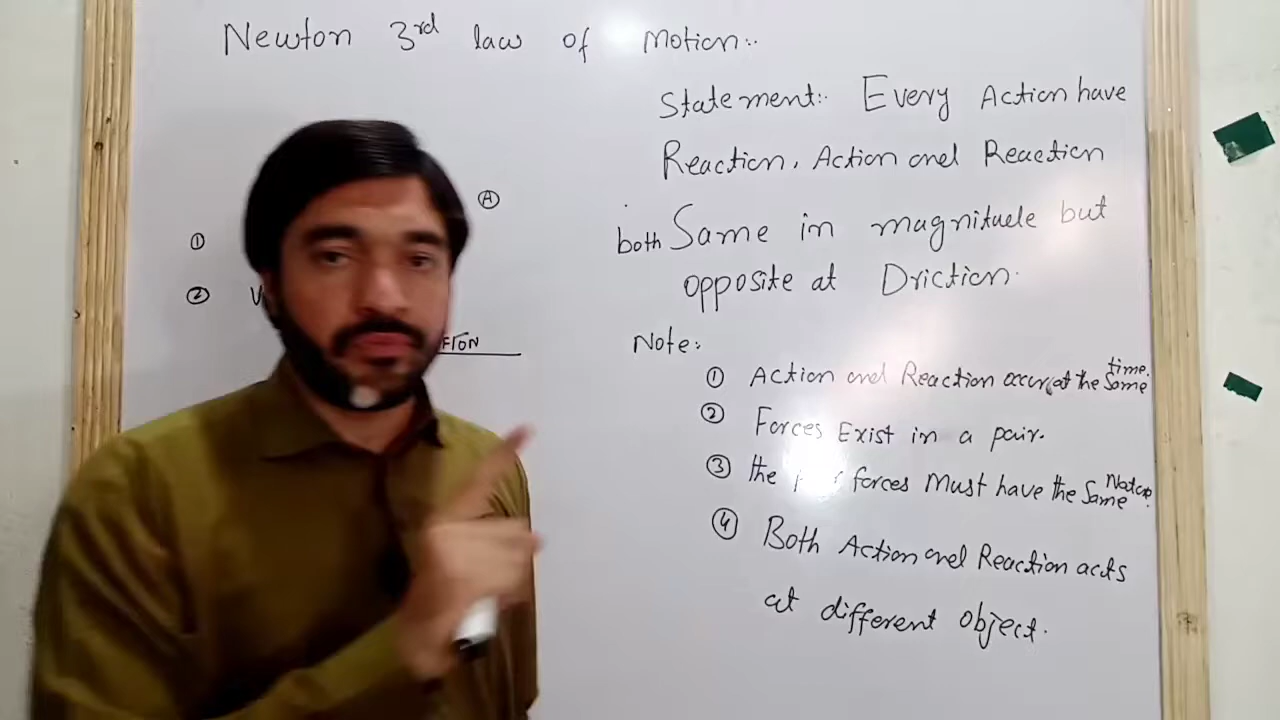 Newton 3rd law of Motion:-
Statement:- Every Action have
Reaction. Action and Reaction
both Same in magnitude but
opposite at Driction.
Note:
① Action and Reaction occur at the Same time.
② Forces Exist in a pair.
③ the forces Must have the Same
④ Both Action and Reaction acts
at different object.
Ⓐ
①
②